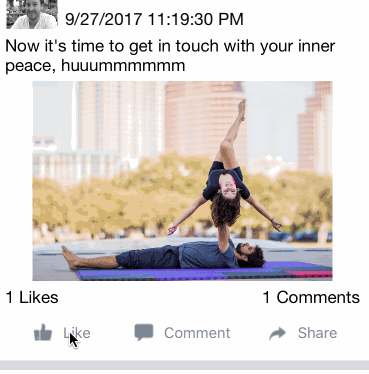 9/27/2017 11:19:30 PM
Now it's time to get in touch with your inner
peace, huuummmmmm
1 Likes 1 Comments
Like Comment Share